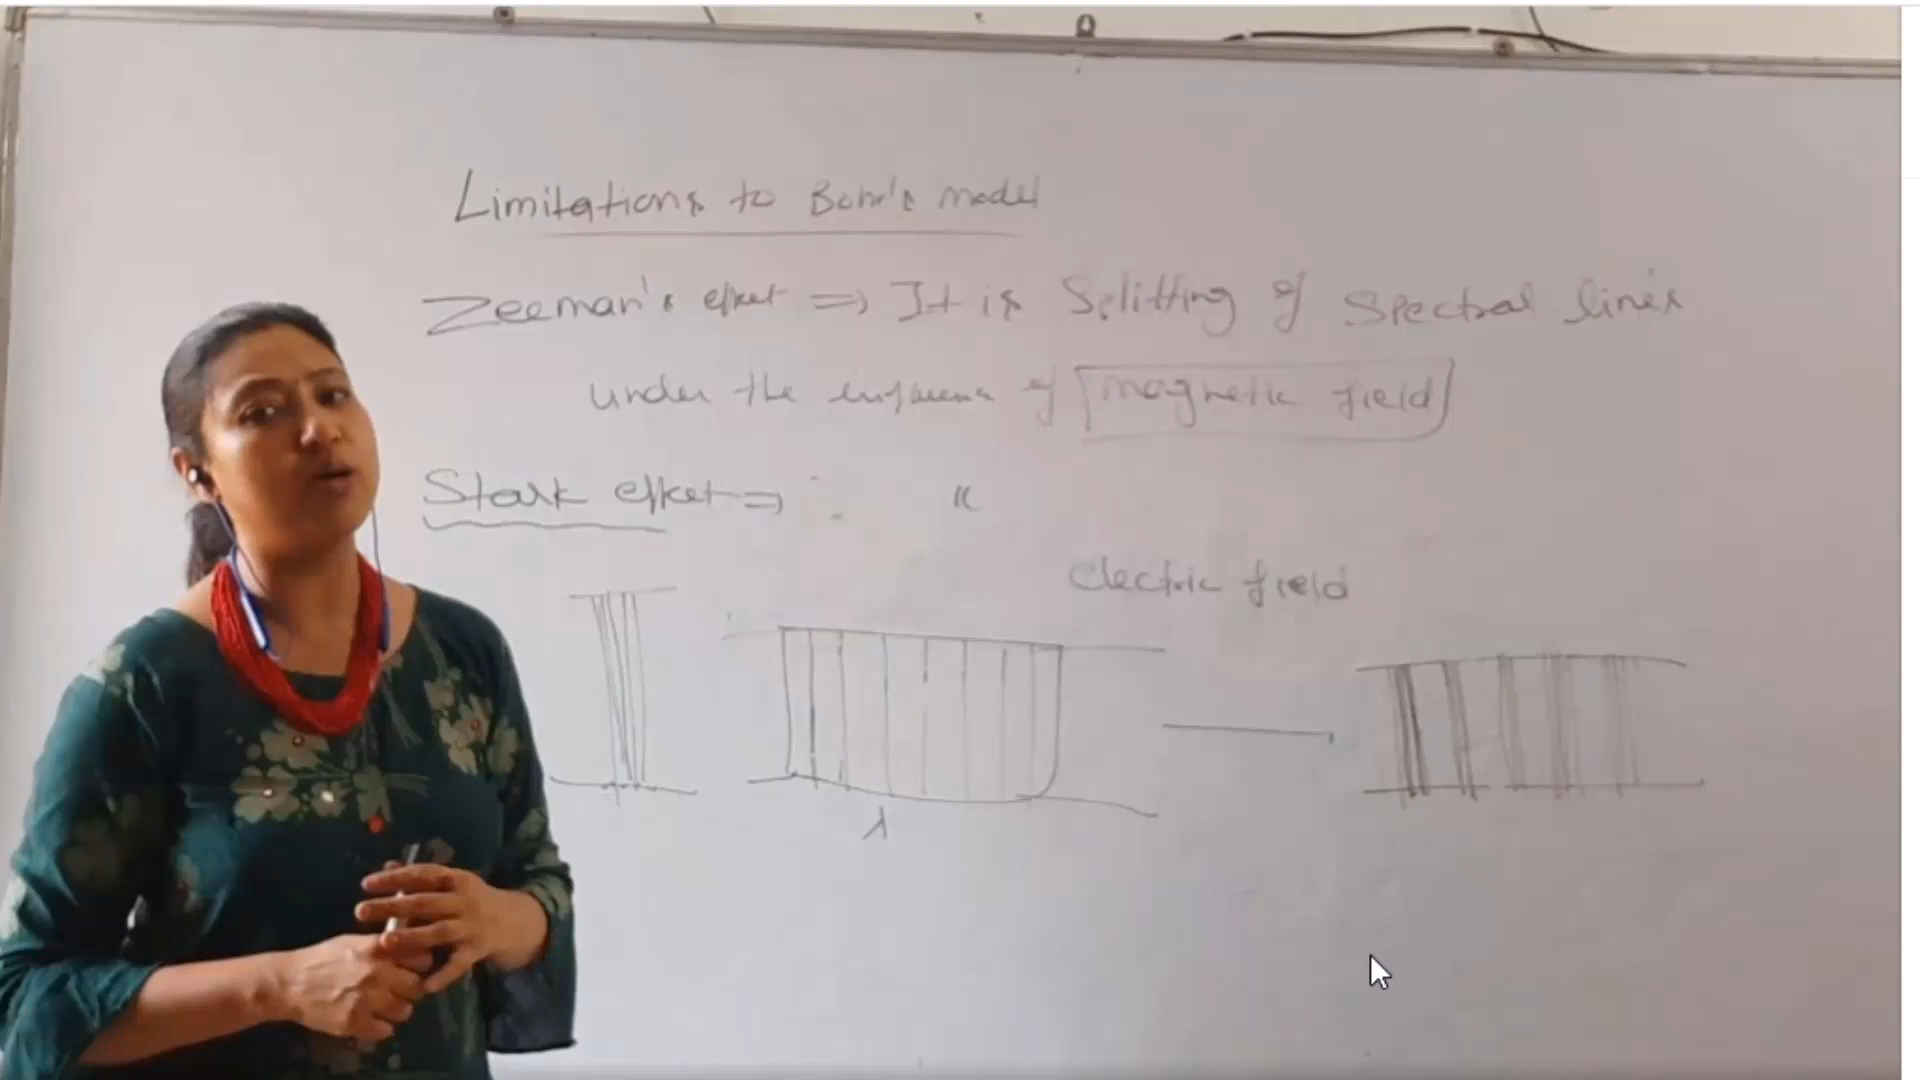 Limitations to Bohr's model
Zeeman's effect => It is Splitting of Spectral lines
under the influence of magnetic field
Stark effect => : "
electric field
λ